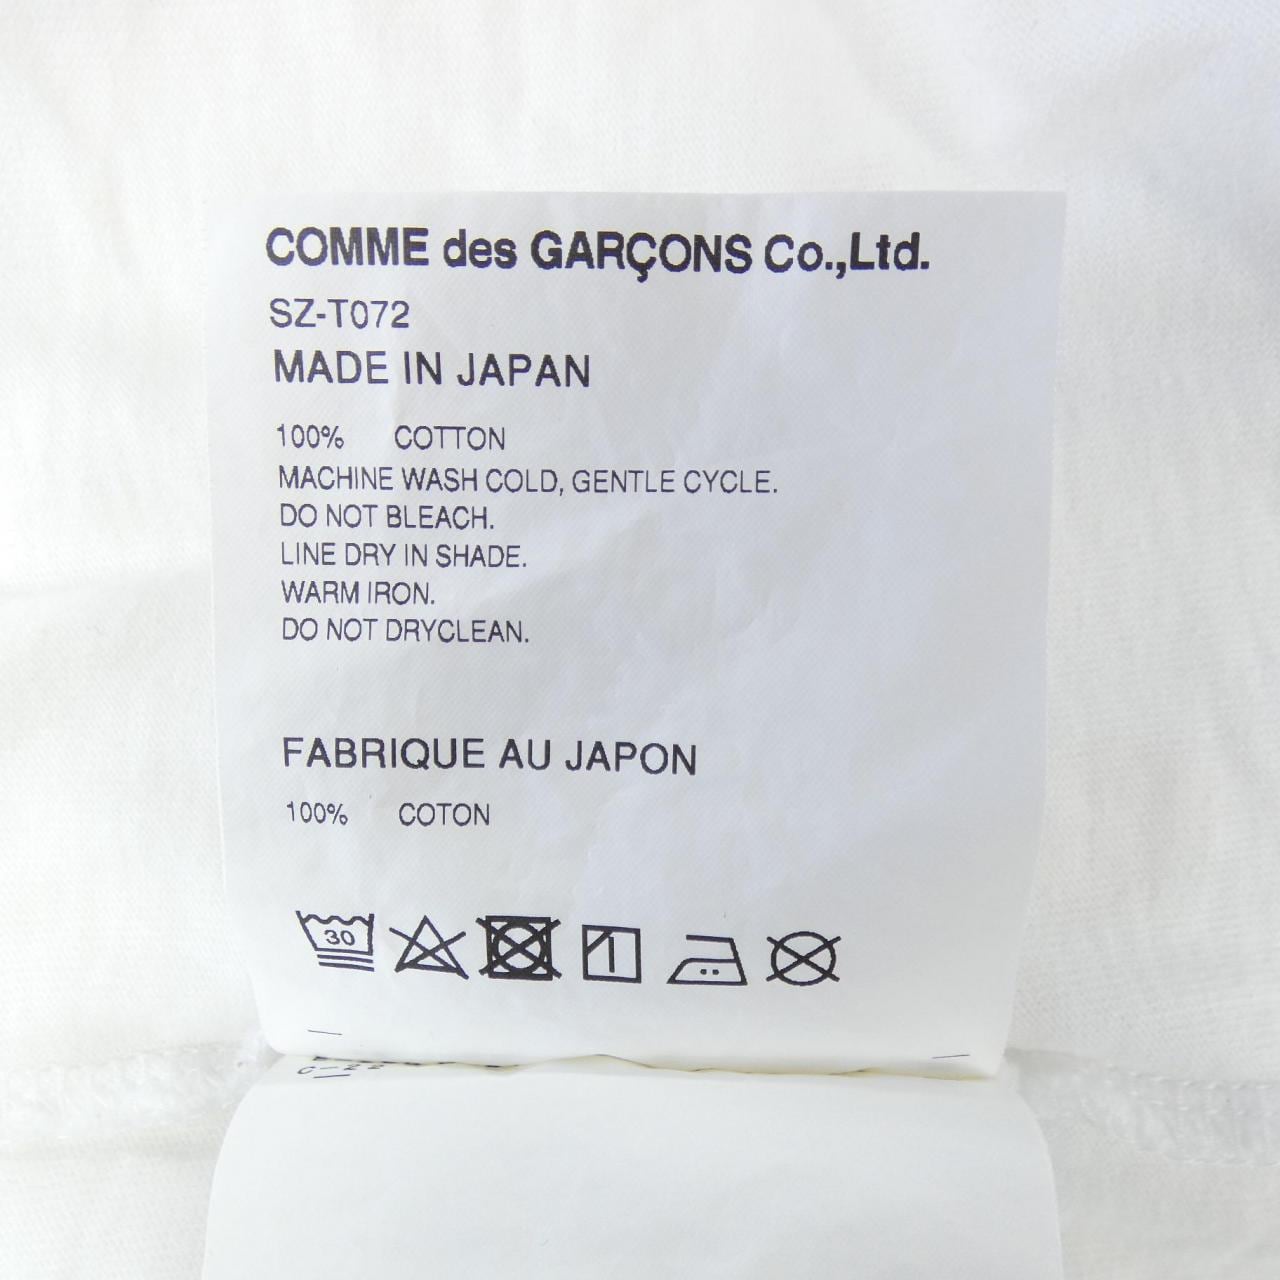 COMME des GARÇONS Co.,Ltd.
SZ-T072
MADE IN JAPAN
100% COTTON
MACHINE WASH COLD, GENTLE CYCLE.
DO NOT BLEACH.
LINE DRY IN SHADE.
WARM IRON.
DO NOT DRYCLEAN.
FABRIQUE AU JAPON
100% COTON
30